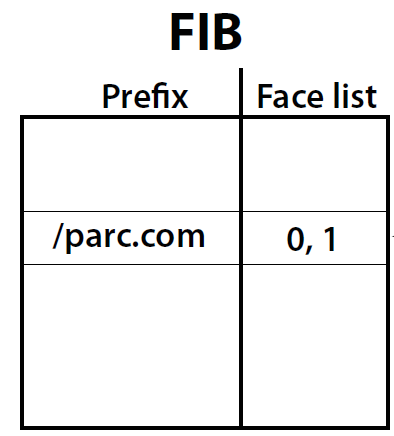 FIB
Prefix Face list
/parc.com 0, 1